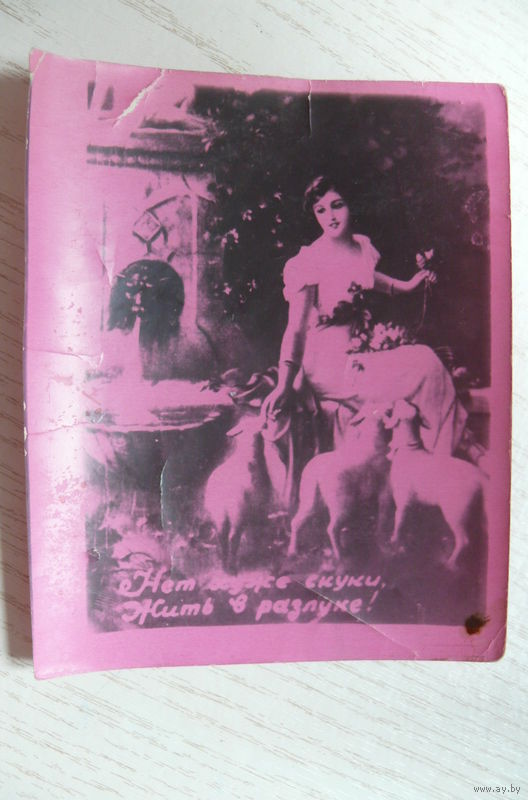 Нет хуже скуки,
Жить в разлуке!
www.ay.by